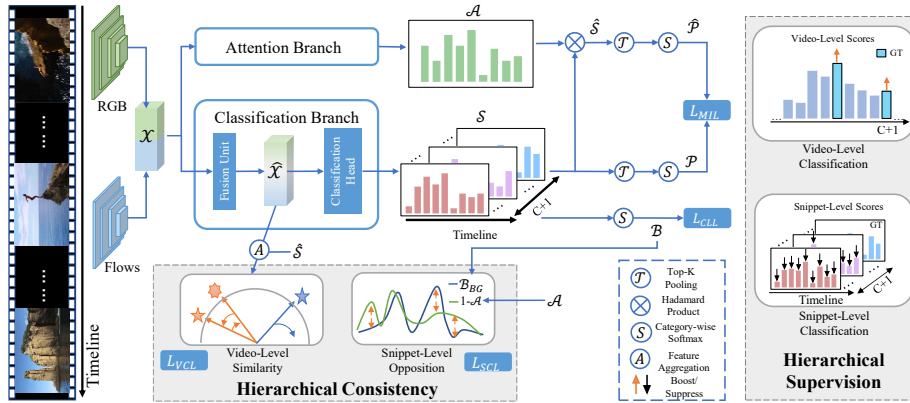 Timeline
RGB
Flows
X
Attention Branch
Classification Branch
Fusion Unit
X̂
Classification
Head
A
S
Timeline
C+1
Ŝ
T
S
P̂
L_MIL
T
S
P
S
L_CLL
B
A
Ŝ
L_VCL
Video-Level
Similarity
B_BG
1-A
Snippet-Level
Opposition
L_SCL
A
Hierarchical Consistency
T
Top-K
Pooling
Hadamard
Product
S
Category-wise
Softmax
A
Feature
Aggregation
Boost/
Suppress
Video-Level Scores
GT
...
...
C+1
Video-Level
Classification
Snippet-Level Scores
GT
Timeline
C+1
Snippet-Level
Classification
Hierarchical
Supervision